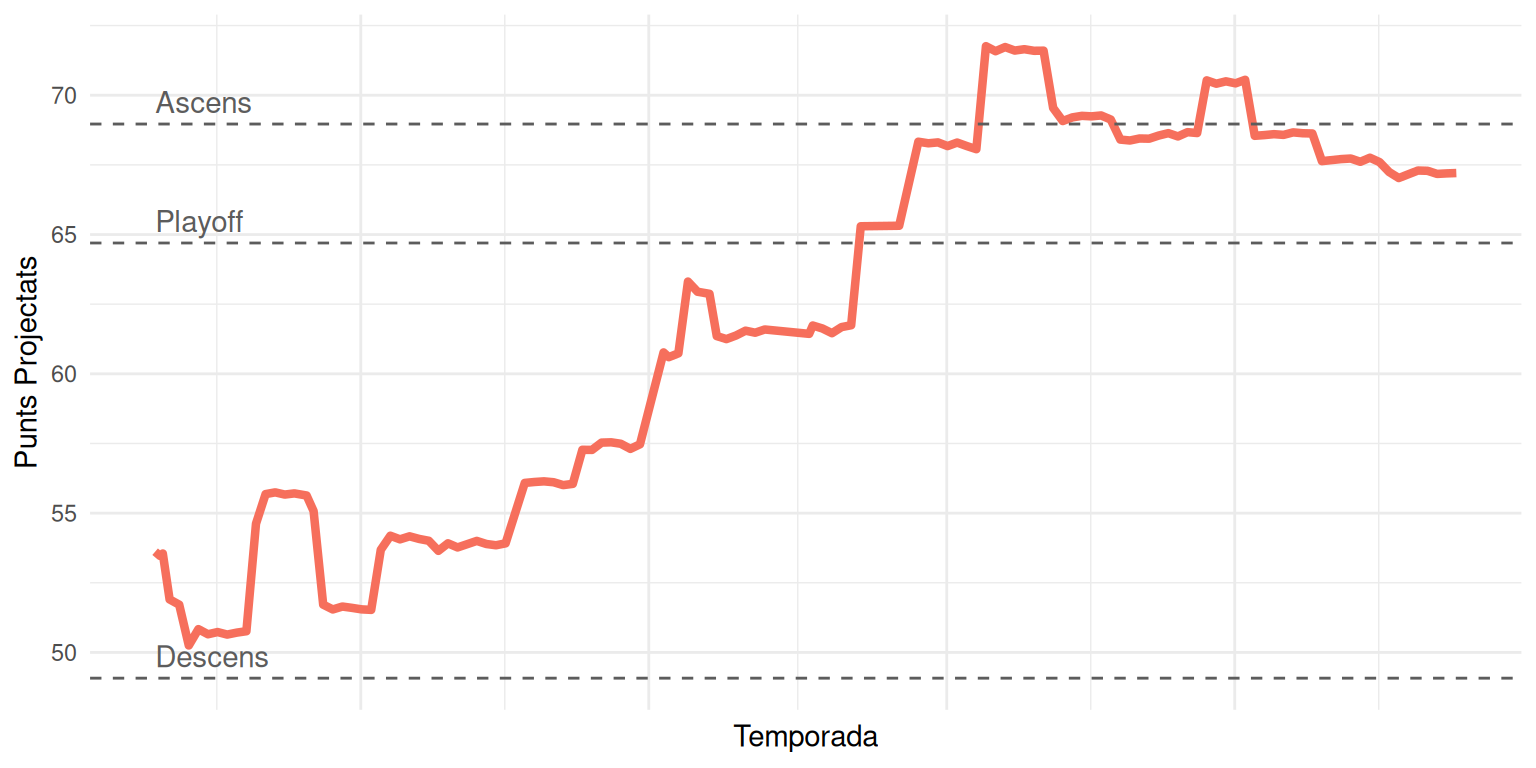 70
65
60
55
50
Punts Projectats
Ascens
Playoff
Descens
Temporada